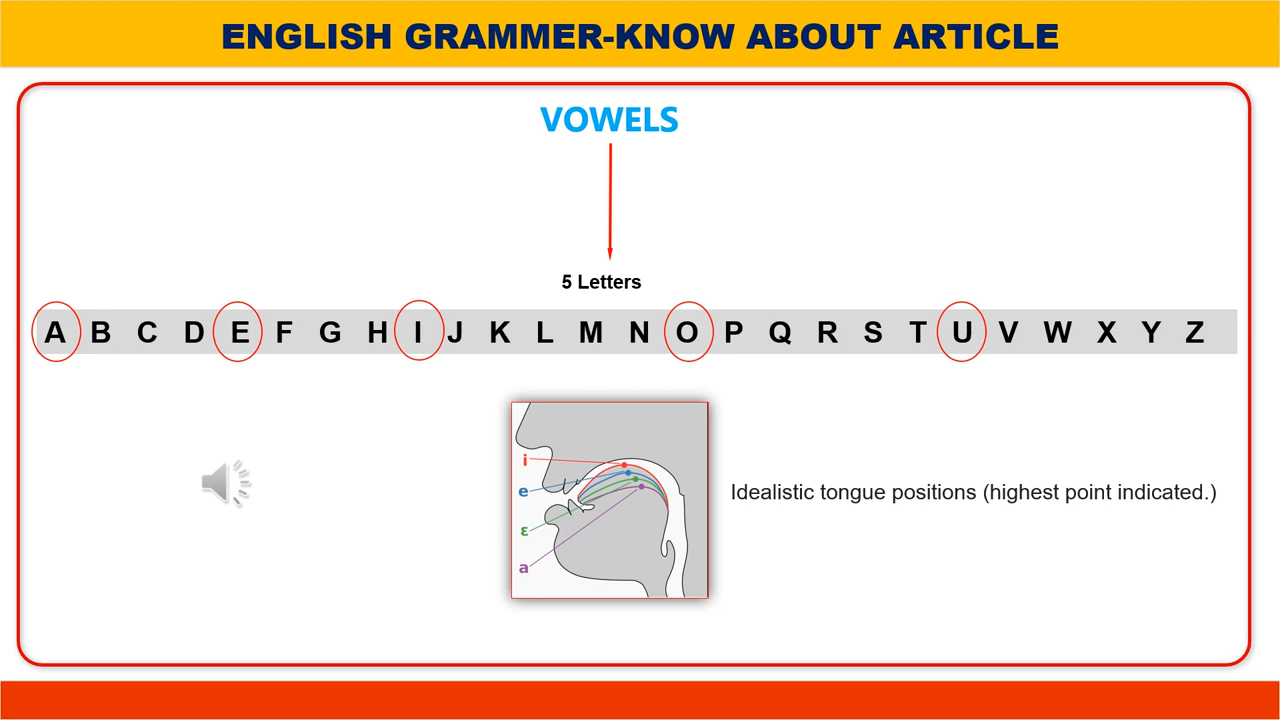 ENGLISH GRAMMER-KNOW ABOUT ARTICLE
VOWELS
5 Letters
A B C D E F G H I J K L M N O P Q R S T U V W X Y Z
i
e
ɛ
a
Idealistic tongue positions (highest point indicated.)